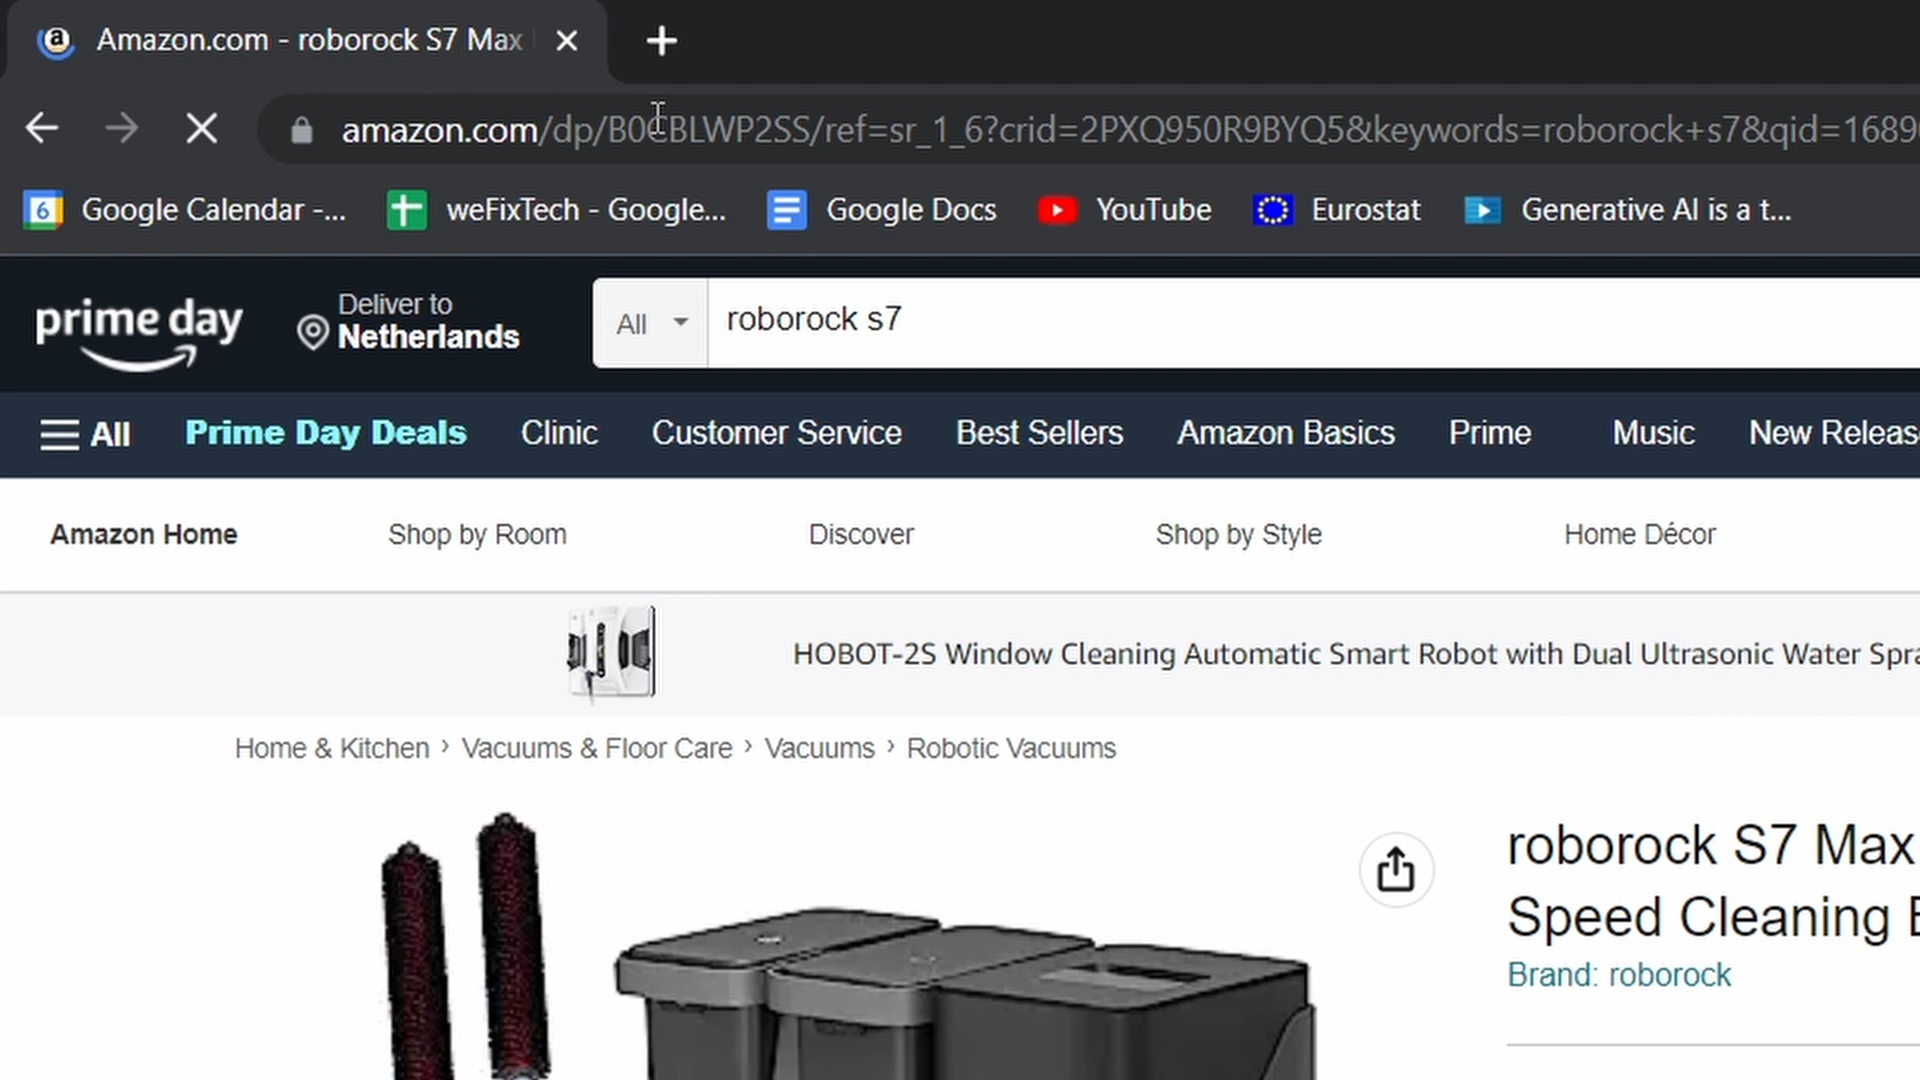 Amazon.com - roborock S7 Max
amazon.com/dp/B0CBLWP2SS/ref=sr_1_6?crid=2PXQ950R9BYQ5&keywords=roborock+s7&qid=1689
6 Google Calendar -... weFixTech - Google... Google Docs YouTube Eurostat Generative AI is a t...
prime day
Deliver to
Netherlands
All
roborock s7
All Prime Day Deals Clinic Customer Service Best Sellers Amazon Basics Prime Music New Releas
Amazon Home Shop by Room Discover Shop by Style Home Décor
HOBOT-2S Window Cleaning Automatic Smart Robot with Dual Ultrasonic Water Spra
Home & Kitchen › Vacuums & Floor Care › Vacuums › Robotic Vacuums
roborock S7 Max
Speed Cleaning
Brand: roborock